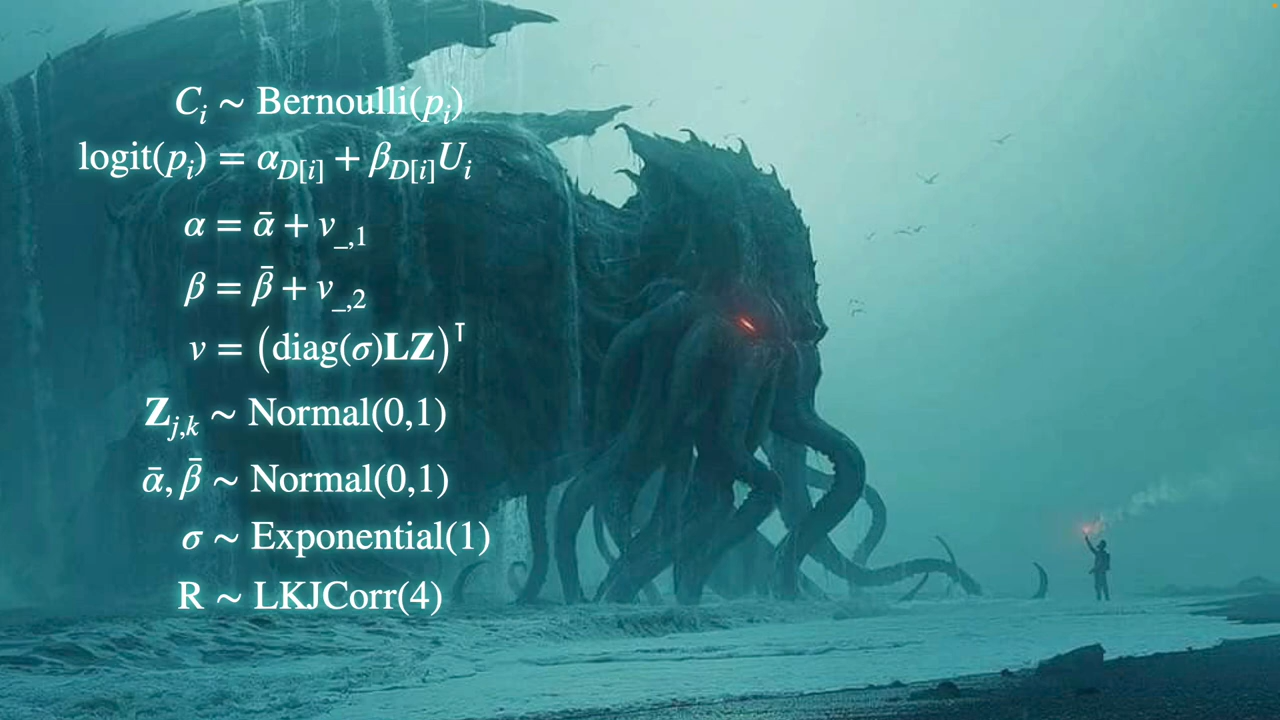 C_i ~ Bernoulli(p_i)
logit(p_i) = α_{D[i]} + β_{D[i]}U_i
α = ᾱ + v_{_,1}
β = β̄ + v_{_,2}
v = (diag(σ)LZ)^⊺
Z_{j,k} ~ Normal(0,1)
ᾱ, β̄ ~ Normal(0,1)
σ ~ Exponential(1)
R ~ LKJCorr(4)